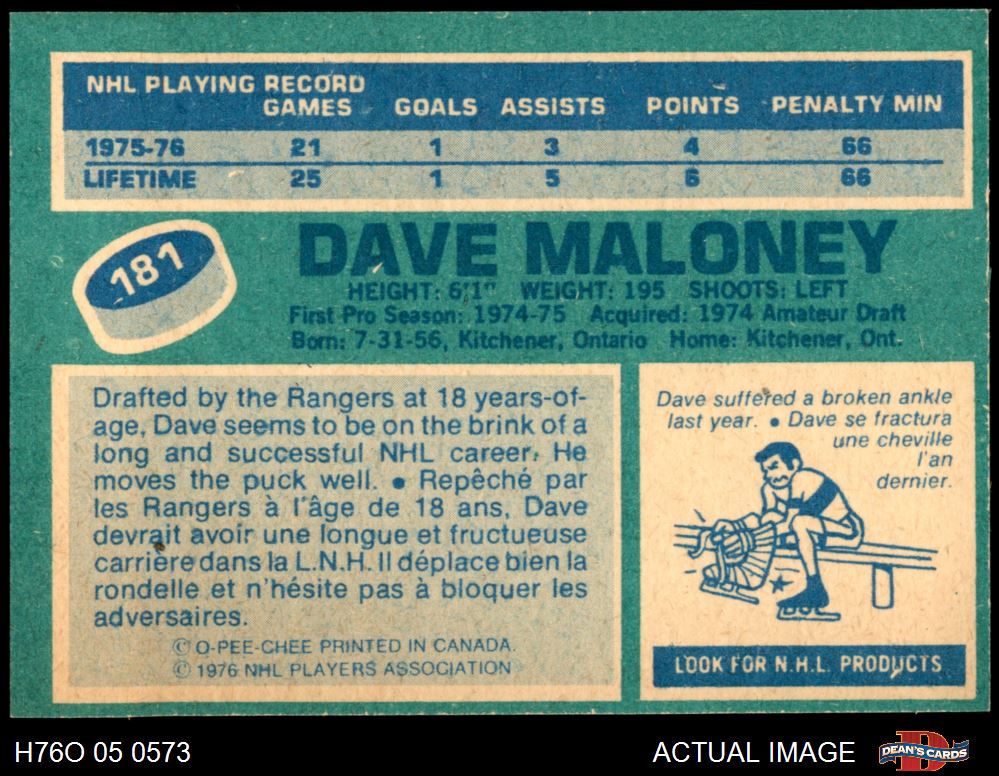 NHL PLAYING RECORD
GAMES GOALS ASSISTS POINTS PENALTY MIN
1975-76 21 1 3 4 66
LIFETIME 25 1 5 6 66
181
DAVE MALONEY
HEIGHT: 6'1" WEIGHT: 195 SHOOTS: LEFT
First Pro Season: 1974-75 Acquired: 1974 Amateur Draft
Born: 7-31-56, Kitchener, Ontario Home: Kitchener, Ont.
Drafted by the Rangers at 18 years-of-
age, Dave seems to be on the brink of a
long and successful NHL career. He
moves the puck well. • Repêché par
les Rangers à l'âge de 18 ans, Dave
devrait avoir une longue et fructueuse
carrière dans la L.N.H. Il déplace bien la
rondelle et n'hésite pas à bloquer les
adversaires.
© O-PEE-CHEE PRINTED IN CANADA.
© 1976 NHL PLAYERS ASSOCIATION
Dave suffered a broken ankle
last year. • Dave se fractura
une cheville
l'an
dernier.
LOOK FOR N.H.L. PRODUCTS
H76O 05 0573
ACTUAL IMAGE
DEAN'S CARDS